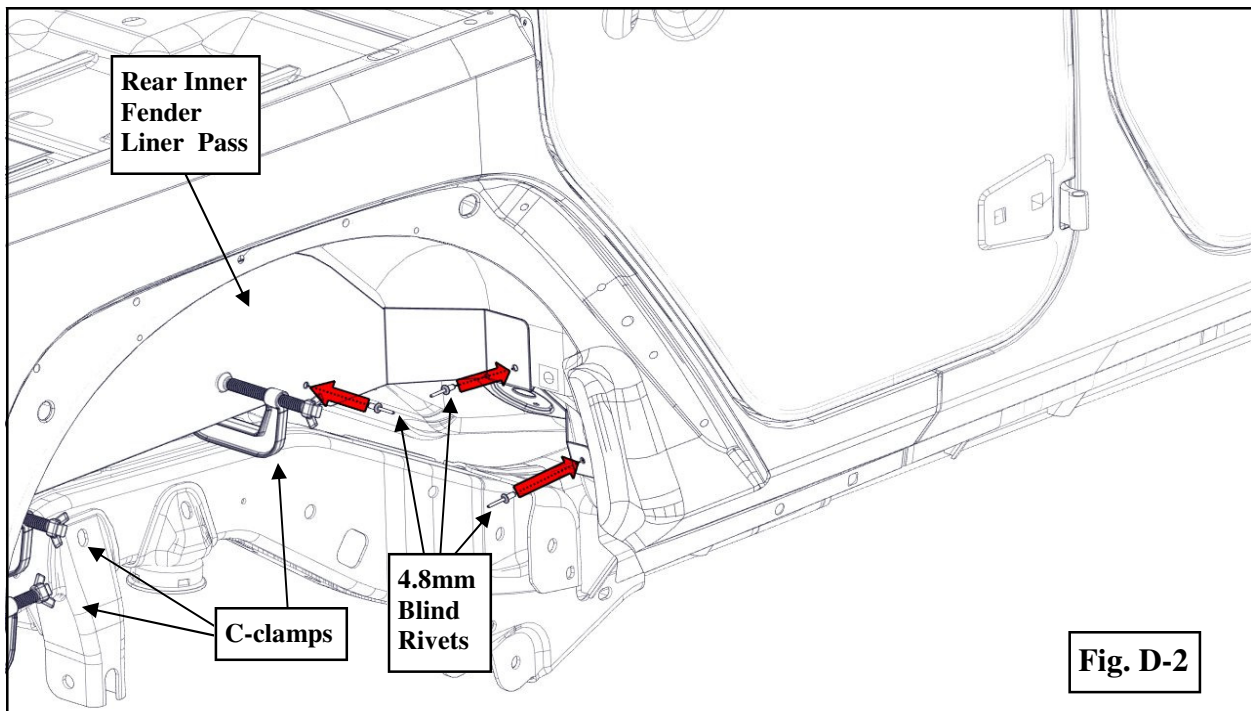 Rear Inner
Fender
Liner Pass
C-clamps
4.8mm
Blind
Rivets
Fig. D-2